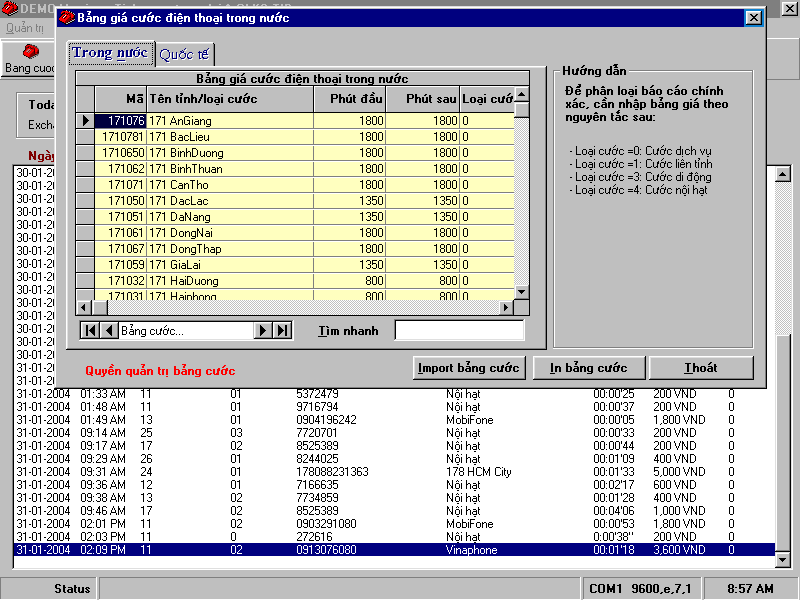 Bảng giá cước điện thoại trong nước
Quản trị
Bang cuoc
Toda
Exch
Ngày
Trong nước Quốc tế
Bảng giá cước điện thoại trong nước
Mã Tên tỉnh/loại cước Phút đầu Phút sau Loại cướ
171076 171 AnGiang 1800 1800 0
1710781 171 BacLieu 1800 1800 0
1710650 171 BinhDuong 1800 1800 0
171062 171 BinhThuan 1800 1800 0
171071 171 CanTho 1800 1800 0
171050 171 DacLac 1350 1350 0
171051 171 DaNang 1350 1350 0
171061 171 DongNai 1800 1800 0
171067 171 DongThap 1800 1800 0
171059 171 GiaLai 1350 1350 0
171032 171 HaiDuong 800 800 0
171031 171 Haiphong 800 800 0
Bảng cước...
Tìm nhanh
Hướng dẫn
Để phân loại báo cáo chính
xác, cần nhập bảng giá theo
nguyên tắc sau:
- Loại cước =0: Cước dịch vụ
- Loại cước =1: Cước liên tỉnh
- Loại cước =3: Cước di động
- Loại cước =4: Cước nội hạt
Quyền quản trị bảng cước
Import bảng cước
In bảng cước
Thoát
31-01-2004 01:33 AM 11 01 5372479 Nội hạt 00:00'25 200 VND 0
31-01-2004 01:48 AM 11 01 9716794 Nội hạt 00:00'37 200 VND 0
31-01-2004 01:49 AM 13 01 0904196242 MobiFone 00:00'05 1,800 VND 0
31-01-2004 09:14 AM 25 03 7720701 Nội hạt 00:00'33 200 VND 0
31-01-2004 09:17 AM 17 02 8525389 Nội hạt 00:00'44 200 VND 0
31-01-2004 09:29 AM 26 01 8244025 Nội hạt 00:01'09 400 VND 0
31-01-2004 09:31 AM 24 01 178088231363 178 HCM City 00:01'33 5,000 VND 0
31-01-2004 09:36 AM 12 01 7166635 Nội hạt 00:02'17 600 VND 0
31-01-2004 09:38 AM 13 02 7734859 Nội hạt 00:01'28 400 VND 0
31-01-2004 09:46 AM 17 02 8525389 Nội hạt 00:04'06 1,000 VND 0
31-01-2004 02:01 PM 11 02 0903291080 MobiFone 00:00'53 1,800 VND 0
31-01-2004 02:03 PM 11 0 272616 Nội hạt 0:00'38" 200 VND 0
31-01-2004 02:09 PM 11 02 0913076080 Vinaphone 00:01'18 3,600 VND 0
Status COM1 9600,e,7,1 8:57 AM